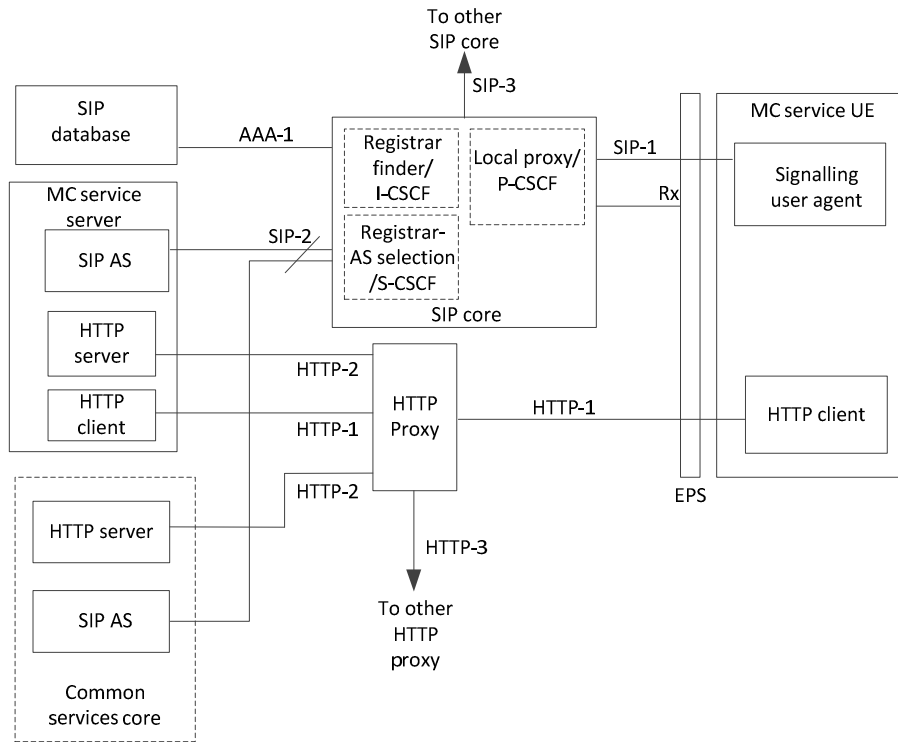 To other
SIP core
SIP-3
SIP
database
AAA-1
Registrar
finder/
I-CSCF
Local proxy/
P-CSCF
SIP-1
Rx
MC service UE
Signalling
user agent
MC service
server
SIP AS
SIP-2
Registrar-
AS selection
/S-CSCF
SIP core
HTTP
server
HTTP-2
HTTP
client
HTTP-1
HTTP
Proxy
HTTP-1
HTTP client
HTTP-2
EPS
HTTP server
HTTP-3
SIP AS
To other
HTTP
proxy
Common
services core